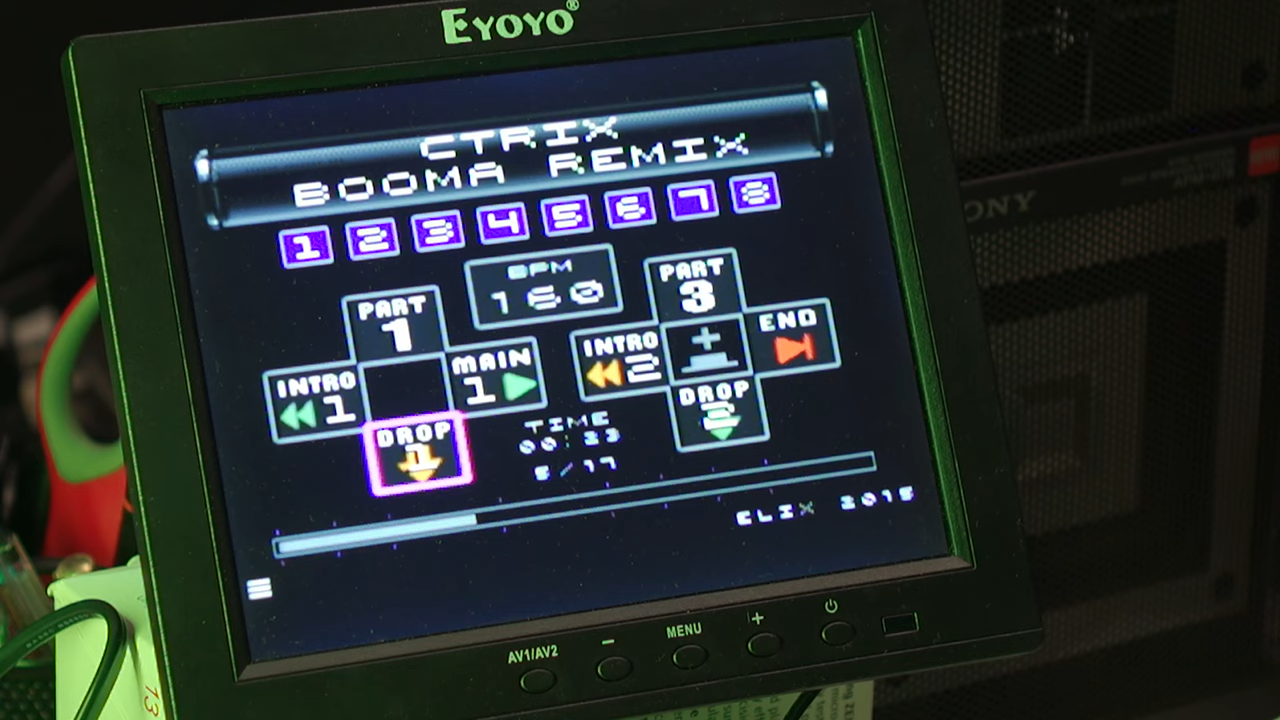 EYOYO®
CTRIX
BOOMA REMIX
1 2 3 4 5 6 7 8
BPM
160
PART
1
INTRO
1
MAIN
1
DROP
1
PART
3
INTRO
2
END
DROP
2
TIME
00:23
5/17
CLIX 2015
AV1/AV2
−
MENU
+
SONY
13